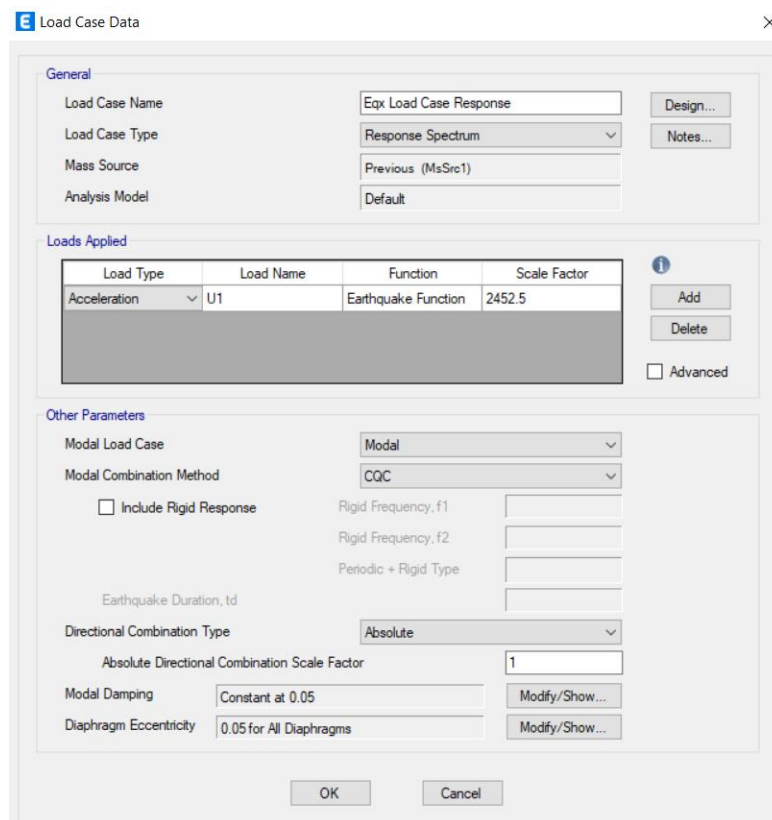 E Load Case Data
General
Load Case Name Eqx Load Case Response Design...
Load Case Type Response Spectrum Notes...
Mass Source Previous (MsSrc1)
Analysis Model Default
Loads Applied
Load Type Load Name Function Scale Factor
Acceleration U1 Earthquake Function 2452.5 Add
Delete
Advanced
Other Parameters
Modal Load Case Modal
Modal Combination Method CQC
Include Rigid Response Rigid Frequency, f1
Rigid Frequency, f2
Periodic + Rigid Type
Earthquake Duration, td
Directional Combination Type Absolute
Absolute Directional Combination Scale Factor 1
Modal Damping Constant at 0.05 Modify/Show...
Diaphragm Eccentricity 0.05 for All Diaphragms Modify/Show...
OK Cancel